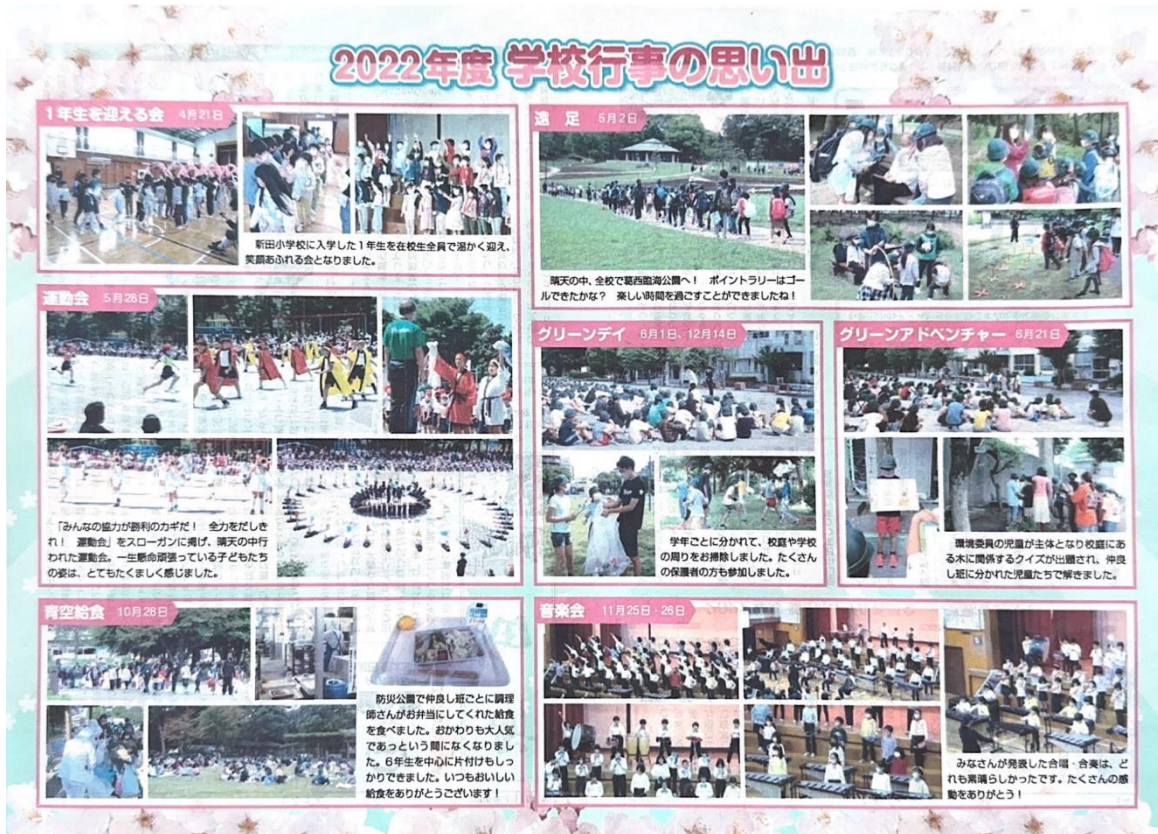 2022年度 学校行事の思い出
1年生を迎える会 4月21日
新田小学校に入学した1年生を在校生全員で温かく迎え、
笑顔あふれる会となりました。
遠足 5月2日
晴天の中、全校で葛西臨海公園へ！ ポイントラリーはゴー
ルできたかな？ 楽しい時間を過ごすことができましたね！
運動会 5月28日
「みんなの協力が勝利のカギだ！ 全力をだしき
れ！ 運動会」をスローガンに掲げ、晴天の中行
われた運動会。一生懸命頑張っている子どもたち
の姿は、とてもたくましく感じました。
グリーンデイ 6月1日、12月14日
学年ごとに分かれて、校庭や学校
の周りをお掃除しました。たくさん
の保護者の方も参加しました。
グリーンアドベンチャー 6月21日
環境委員の児童が主体となり校庭にあ
る木に関係するクイズが出題され、仲良
し班に分かれた児童たちで解きました。
青空給食 10月28日
防災公園で仲良し班ごとに調理
師さんがお弁当にしてくれた給食
を食べました。おかわりも大人気
であっという間になくなりまし
た。6年生を中心に片付けもしっ
かりできました。いつもおいしい
給食をありがとうございます！
音楽会 11月25日・26日
みなさんが発表した合唱・合奏は、ど
れも素晴らしかったです。たくさんの感
動をありがとう！